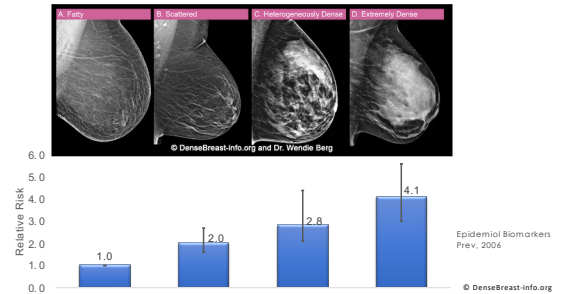 A. Fatty
B. Scattered
C. Heterogeneously Dense
D. Extremely Dense
© DenseBreast-info.org and Dr. Wendie Berg
6.0
5.0
4.0
3.0
2.0
1.0
0.0
Relative Risk
1.0
2.0
2.8
4.1
Epidemiol Biomarkers
Prev, 2006
© DenseBreast-info.org